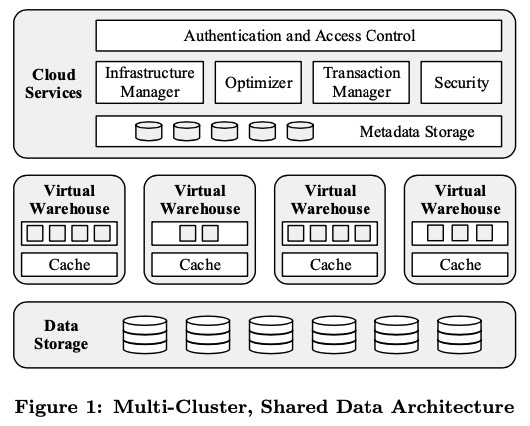 Authentication and Access Control
Cloud
Services
Infrastructure
Manager
Optimizer
Transaction
Manager
Security
Metadata Storage
Virtual
Warehouse
Cache
Virtual
Warehouse
Cache
Virtual
Warehouse
Cache
Virtual
Warehouse
Cache
Data
Storage
Figure 1: Multi-Cluster, Shared Data Architecture